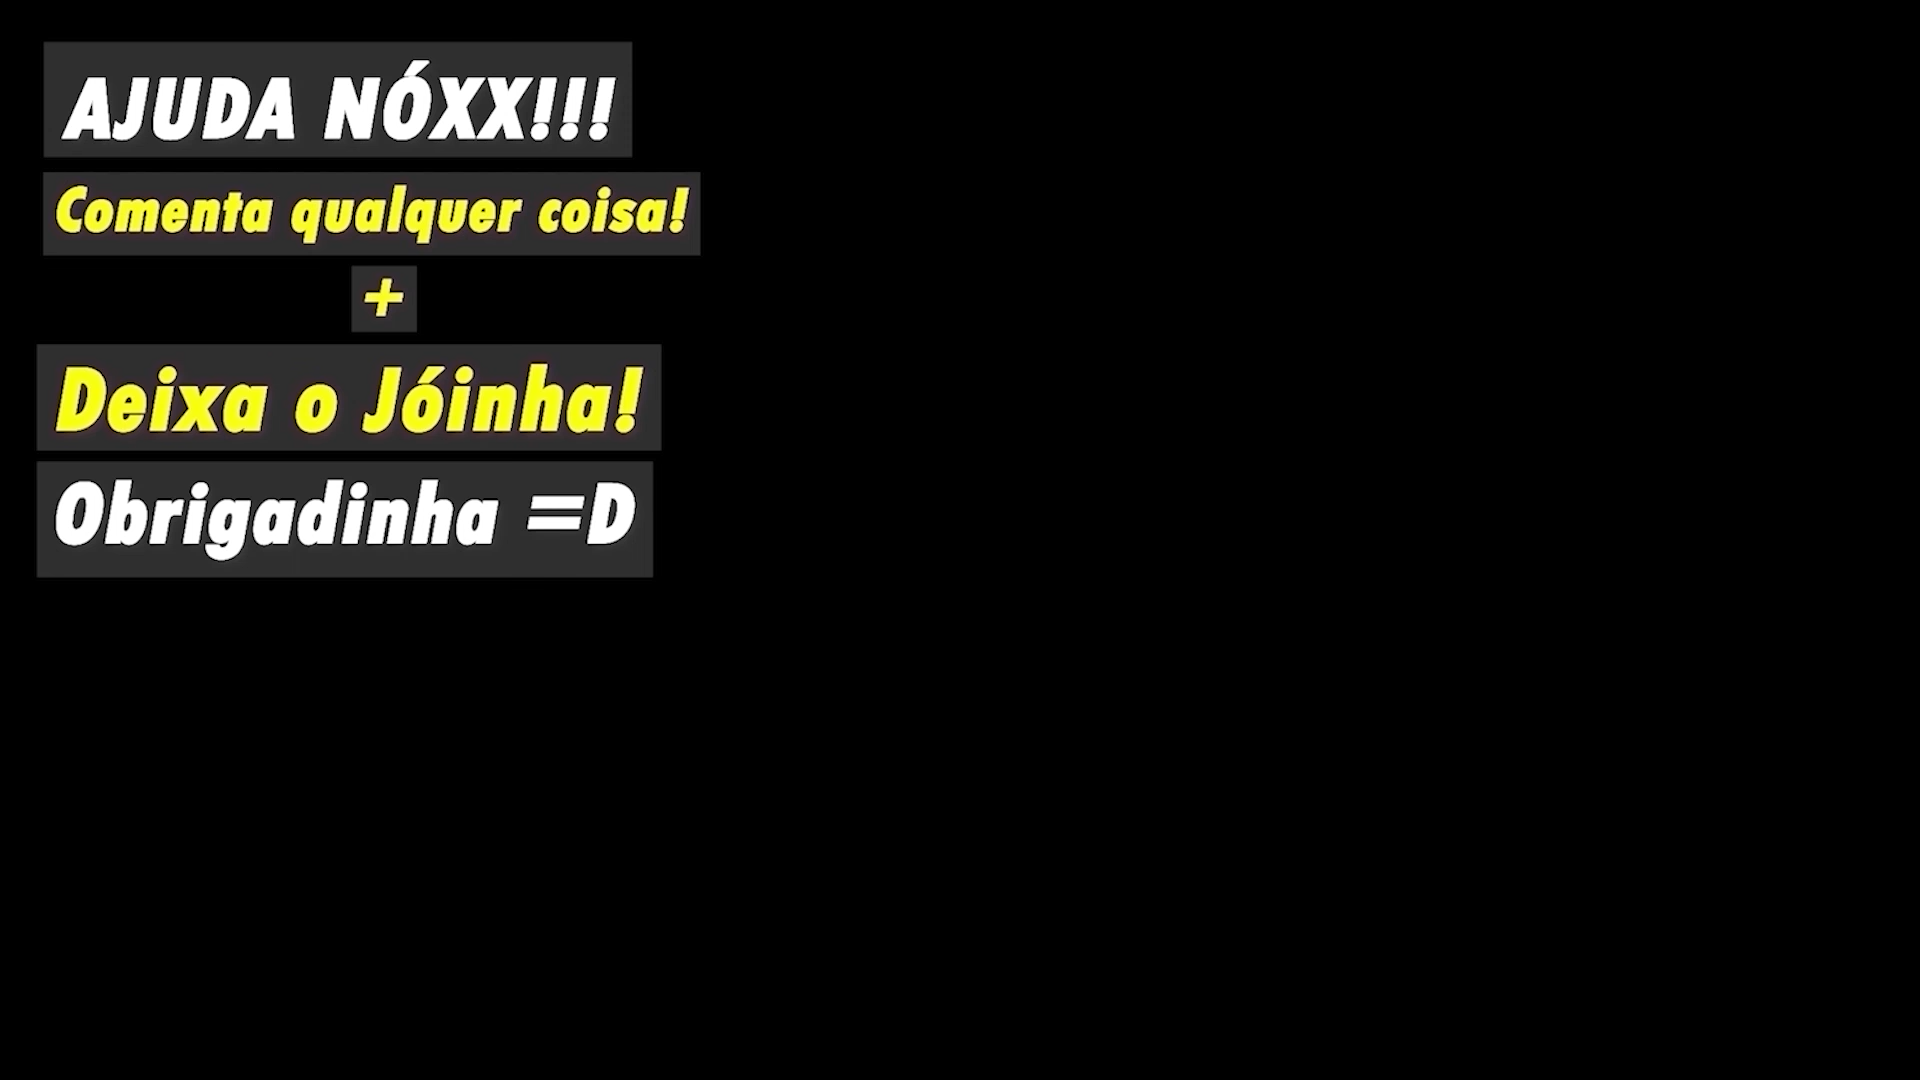 AJUDA NÓXX!!!
Comenta qualquer coisa!
+
Deixa o Jóinha!
Obrigadinha =D